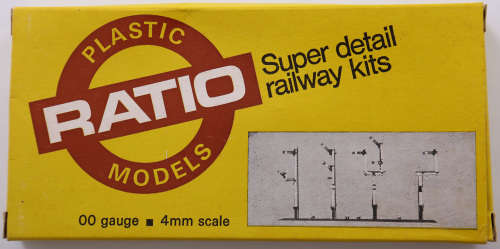 PLASTIC
RATIO
MODELS
Super detail
railway kits
00 gauge ■ 4mm scale